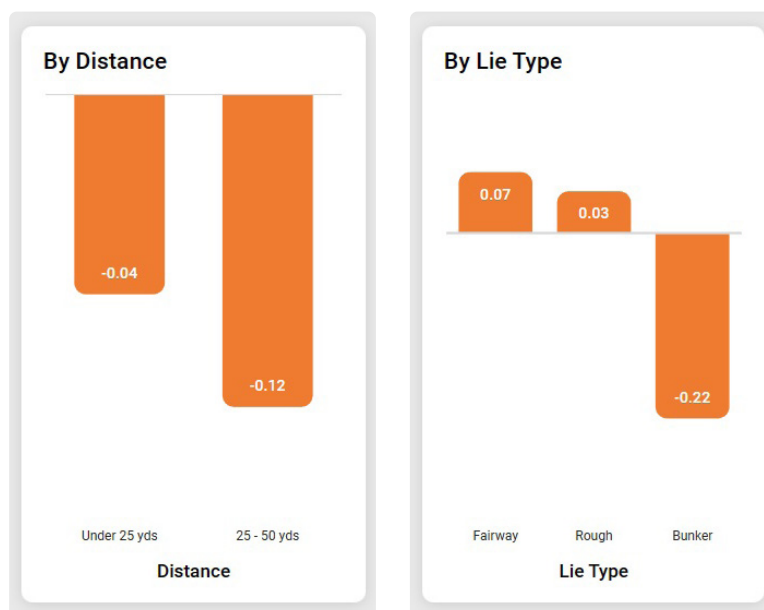 By Distance
-0.04
-0.12
Under 25 yds
25 - 50 yds
Distance
By Lie Type
0.07
0.03
-0.22
Fairway
Rough
Bunker
Lie Type